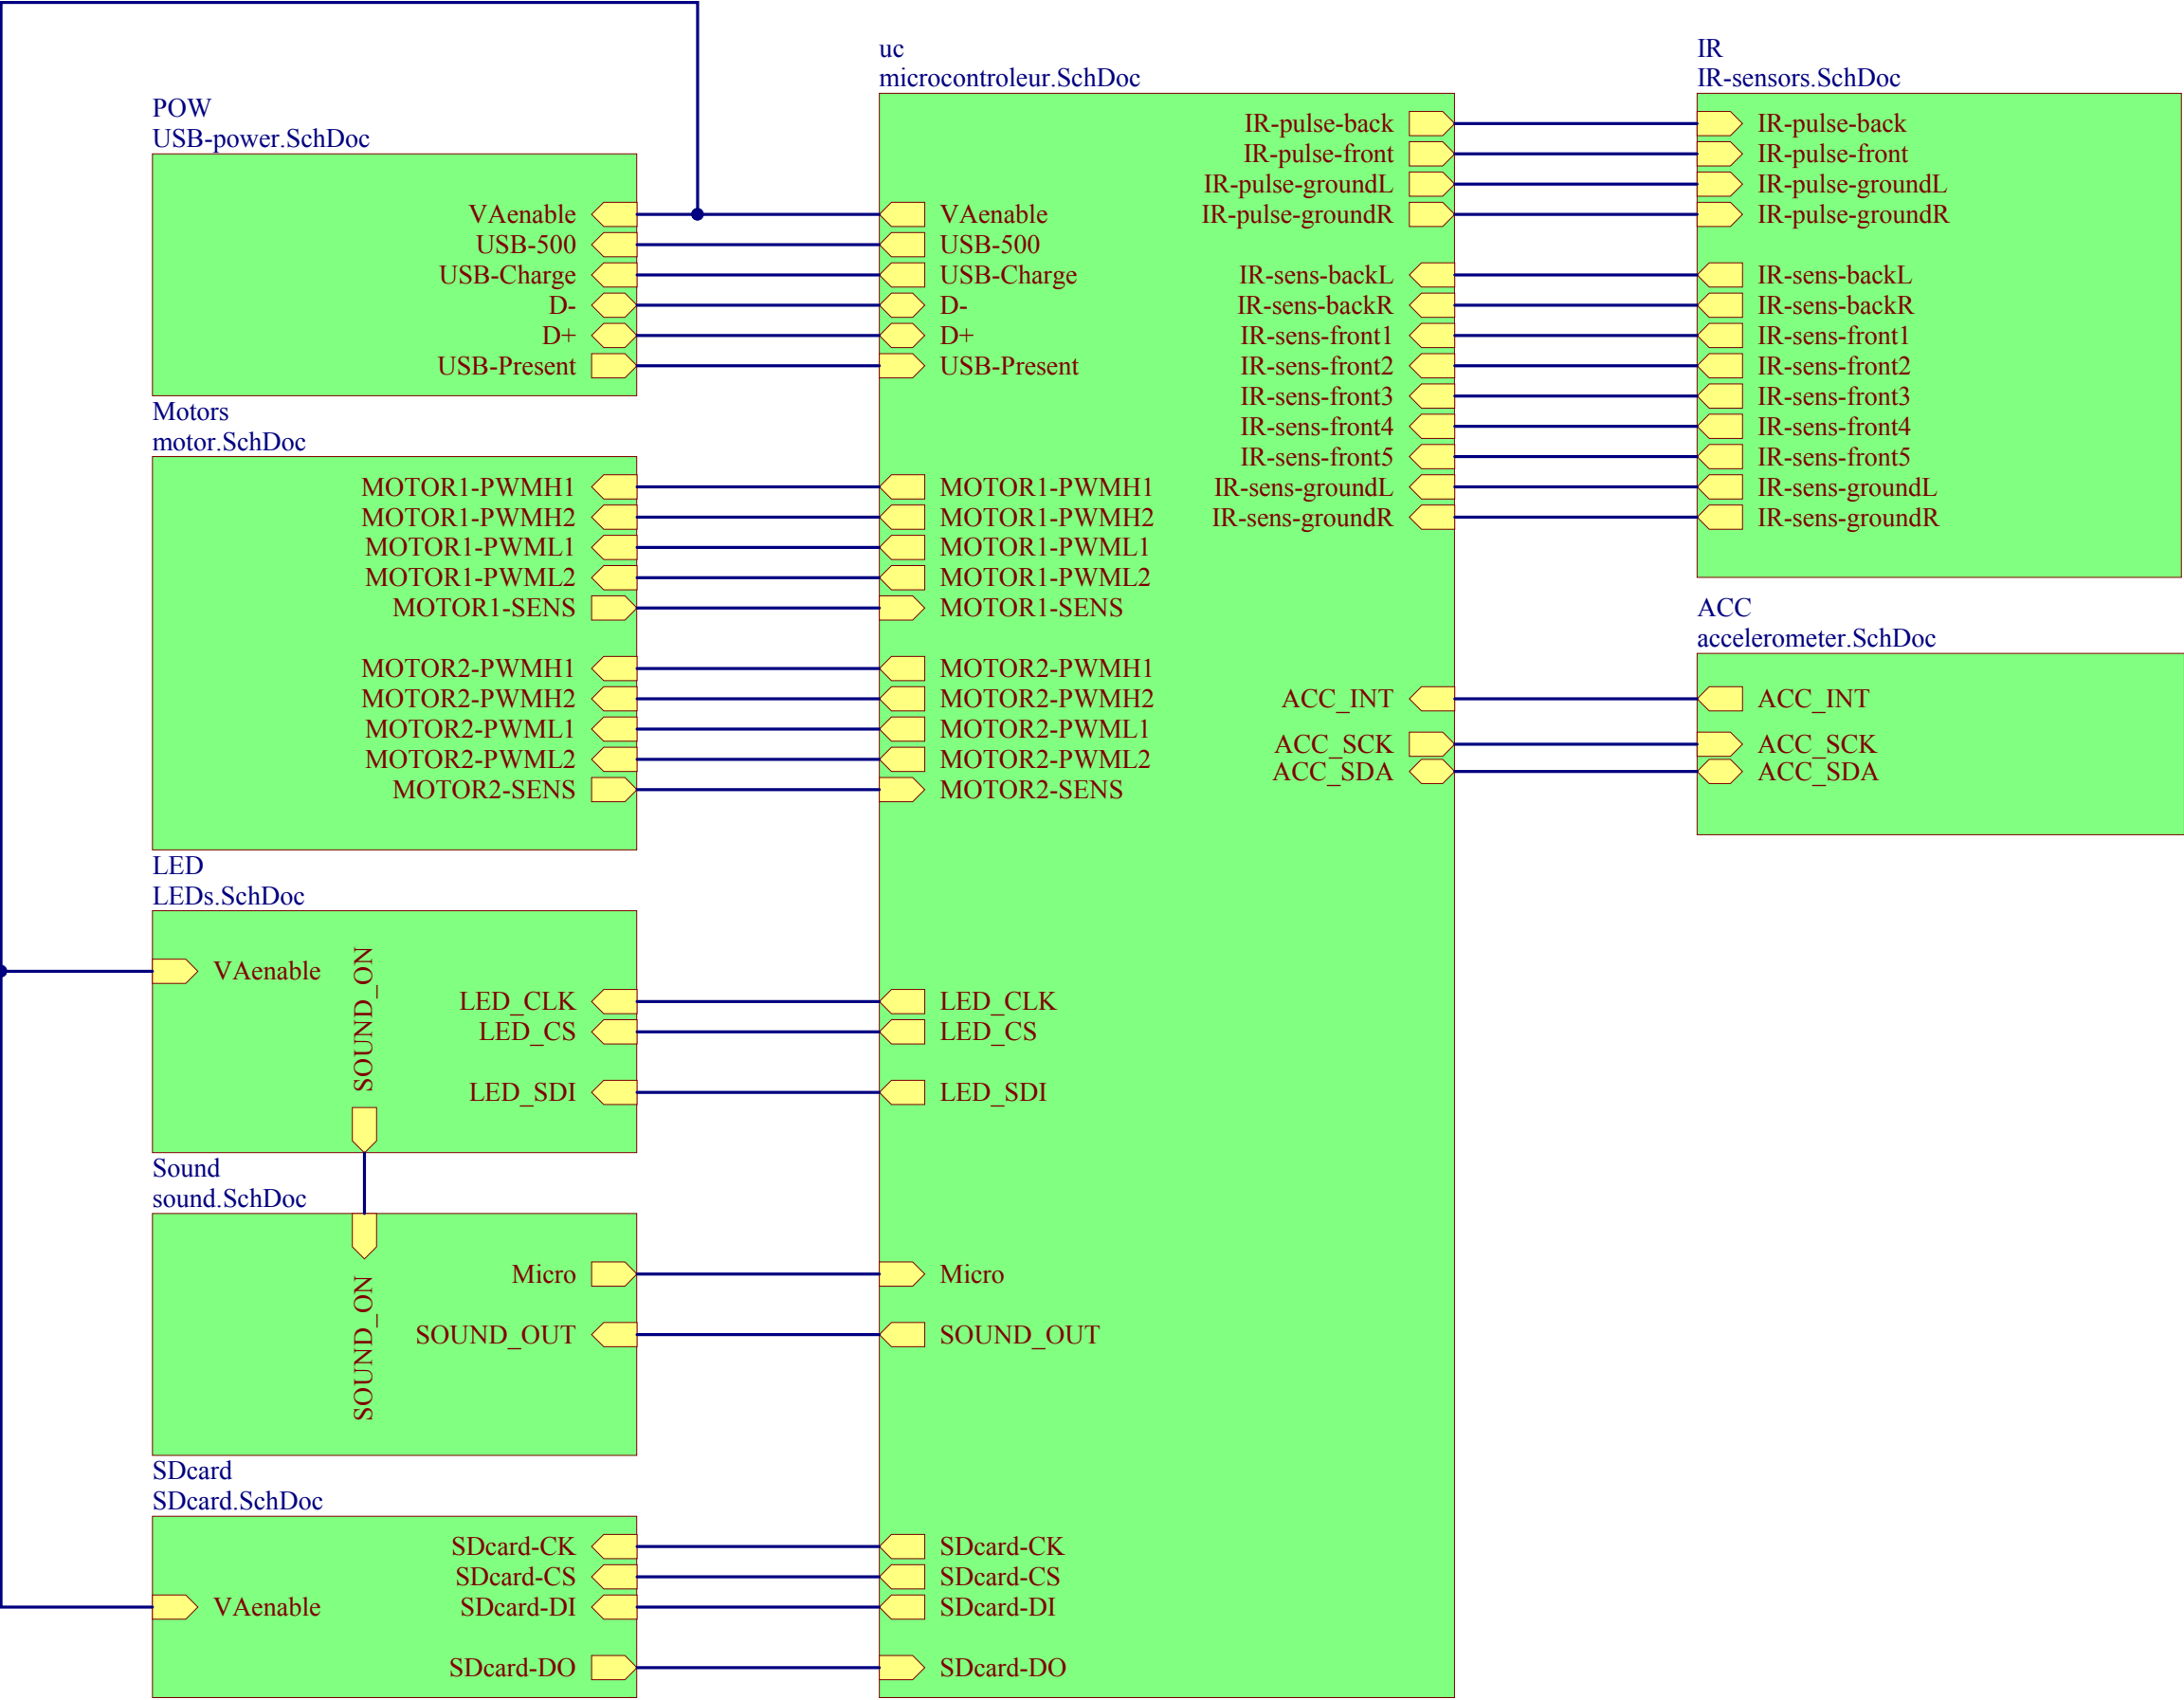 POW
USB-power.SchDoc
VAenable
USB-500
USB-Charge
D-
D+
USB-Present
Motors
motor.SchDoc
MOTOR1-PWMH1
MOTOR1-PWMH2
MOTOR1-PWML1
MOTOR1-PWML2
MOTOR1-SENS
MOTOR2-PWMH1
MOTOR2-PWMH2
MOTOR2-PWML1
MOTOR2-PWML2
MOTOR2-SENS
LED
LEDs.SchDoc
VAenable
SOUND_ON
LED_CLK
LED_CS
LED_SDI
Sound
sound.SchDoc
SOUND_ON
Micro
SOUND_OUT
SDcard
SDcard.SchDoc
VAenable
SDcard-CK
SDcard-CS
SDcard-DI
SDcard-DO
uc
microcontroleur.SchDoc
VAenable
USB-500
USB-Charge
D-
D+
USB-Present
MOTOR1-PWMH1
MOTOR1-PWMH2
MOTOR1-PWML1
MOTOR1-PWML2
MOTOR1-SENS
MOTOR2-PWMH1
MOTOR2-PWMH2
MOTOR2-PWML1
MOTOR2-PWML2
MOTOR2-SENS
LED_CLK
LED_CS
LED_SDI
Micro
SOUND_OUT
SDcard-CK
SDcard-CS
SDcard-DI
SDcard-DO
IR-pulse-back
IR-pulse-front
IR-pulse-groundL
IR-pulse-groundR
IR-sens-backL
IR-sens-backR
IR-sens-front1
IR-sens-front2
IR-sens-front3
IR-sens-front4
IR-sens-front5
IR-sens-groundL
IR-sens-groundR
ACC_INT
ACC_SCK
ACC_SDA
IR
IR-sensors.SchDoc
IR-pulse-back
IR-pulse-front
IR-pulse-groundL
IR-pulse-groundR
IR-sens-backL
IR-sens-backR
IR-sens-front1
IR-sens-front2
IR-sens-front3
IR-sens-front4
IR-sens-front5
IR-sens-groundL
IR-sens-groundR
ACC
accelerometer.SchDoc
ACC_INT
ACC_SCK
ACC_SDA